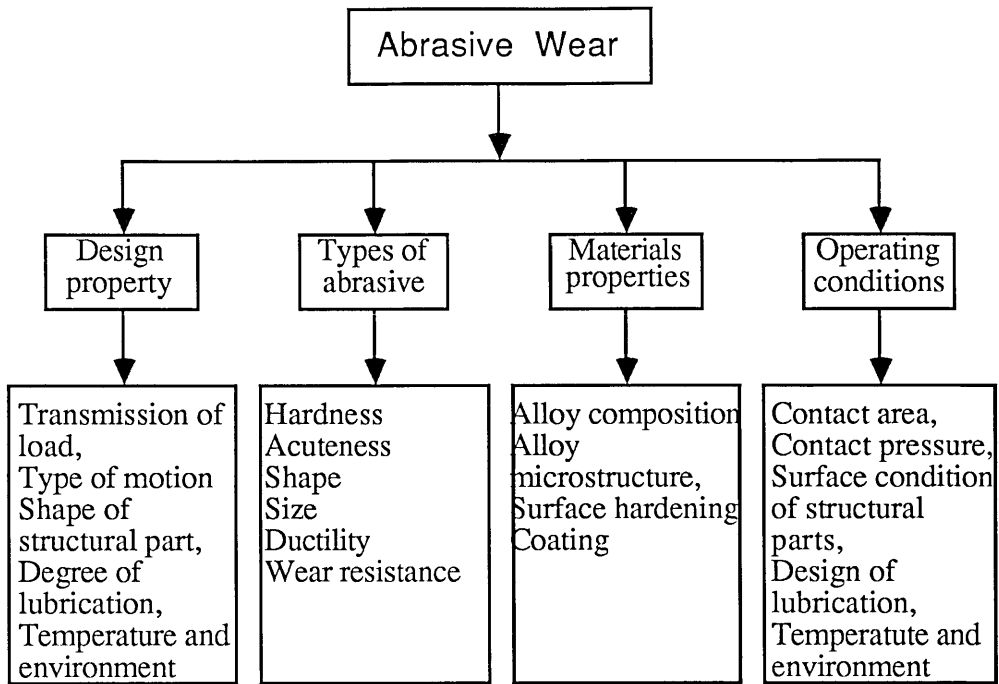 Abrasive Wear
Design
property
Types of
abrasive
Materials
properties
Operating
conditions
Transmission of
load,
Type of motion
Shape of
structural part,
Degree of
lubrication,
Temperature and
environment
Hardness
Acuteness
Shape
Size
Ductility
Wear resistance
Alloy composition
Alloy
microstructure,
Surface hardening
Coating
Contact area,
Contact pressure,
Surface condition
of structural
parts,
Design of
lubrication,
Temperatute and
environment